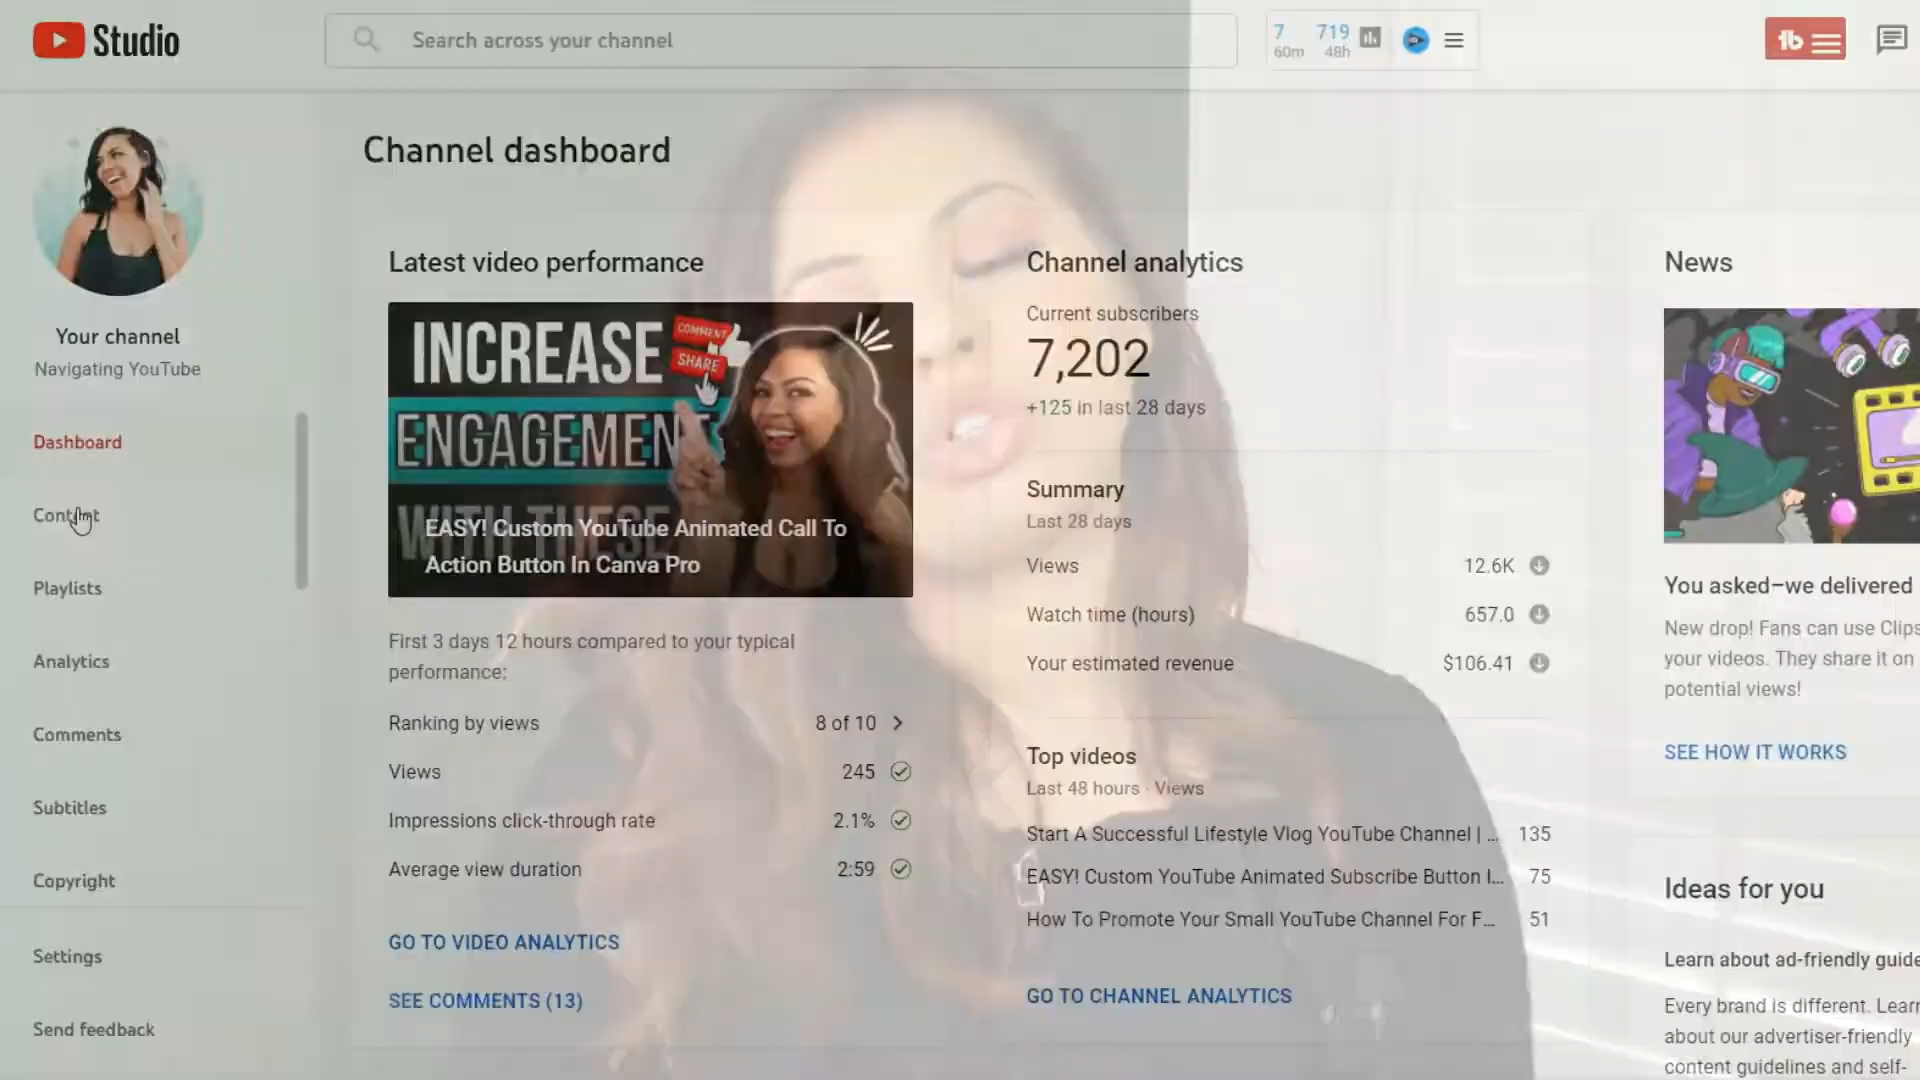 Studio
Search across your channel
7 719
60m 48h
Channel dashboard
Your channel
Navigating YouTube
Dashboard
Content
Playlists
Analytics
Comments
Subtitles
Copyright
Settings
Send feedback
Latest video performance
INCREASE
COMMENT
SHARE
ENGAGEMEN
WITH THESE
EASY! Custom YouTube Animated Call To
Action Button In Canva Pro
First 3 days 12 hours compared to your typical
performance:
Ranking by views 8 of 10
Views 245
Impressions click-through rate 2.1%
Average view duration 2:59
GO TO VIDEO ANALYTICS
SEE COMMENTS (13)
Channel analytics
Current subscribers
7,202
+125 in last 28 days
Summary
Last 28 days
Views 12.6K
Watch time (hours) 657.0
Your estimated revenue $106.41
Top videos
Last 48 hours · Views
Start A Successful Lifestyle Vlog YouTube Channel | ... 135
EASY! Custom YouTube Animated Subscribe Button I... 75
How To Promote Your Small YouTube Channel For F... 51
GO TO CHANNEL ANALYTICS
News
You asked–we delivered
New drop! Fans can use Clips
your videos. They share it on
potential views!
SEE HOW IT WORKS
Ideas for you
Learn about ad-friendly guide
Every brand is different. Learn
about our advertiser-friendly
content guidelines and self-